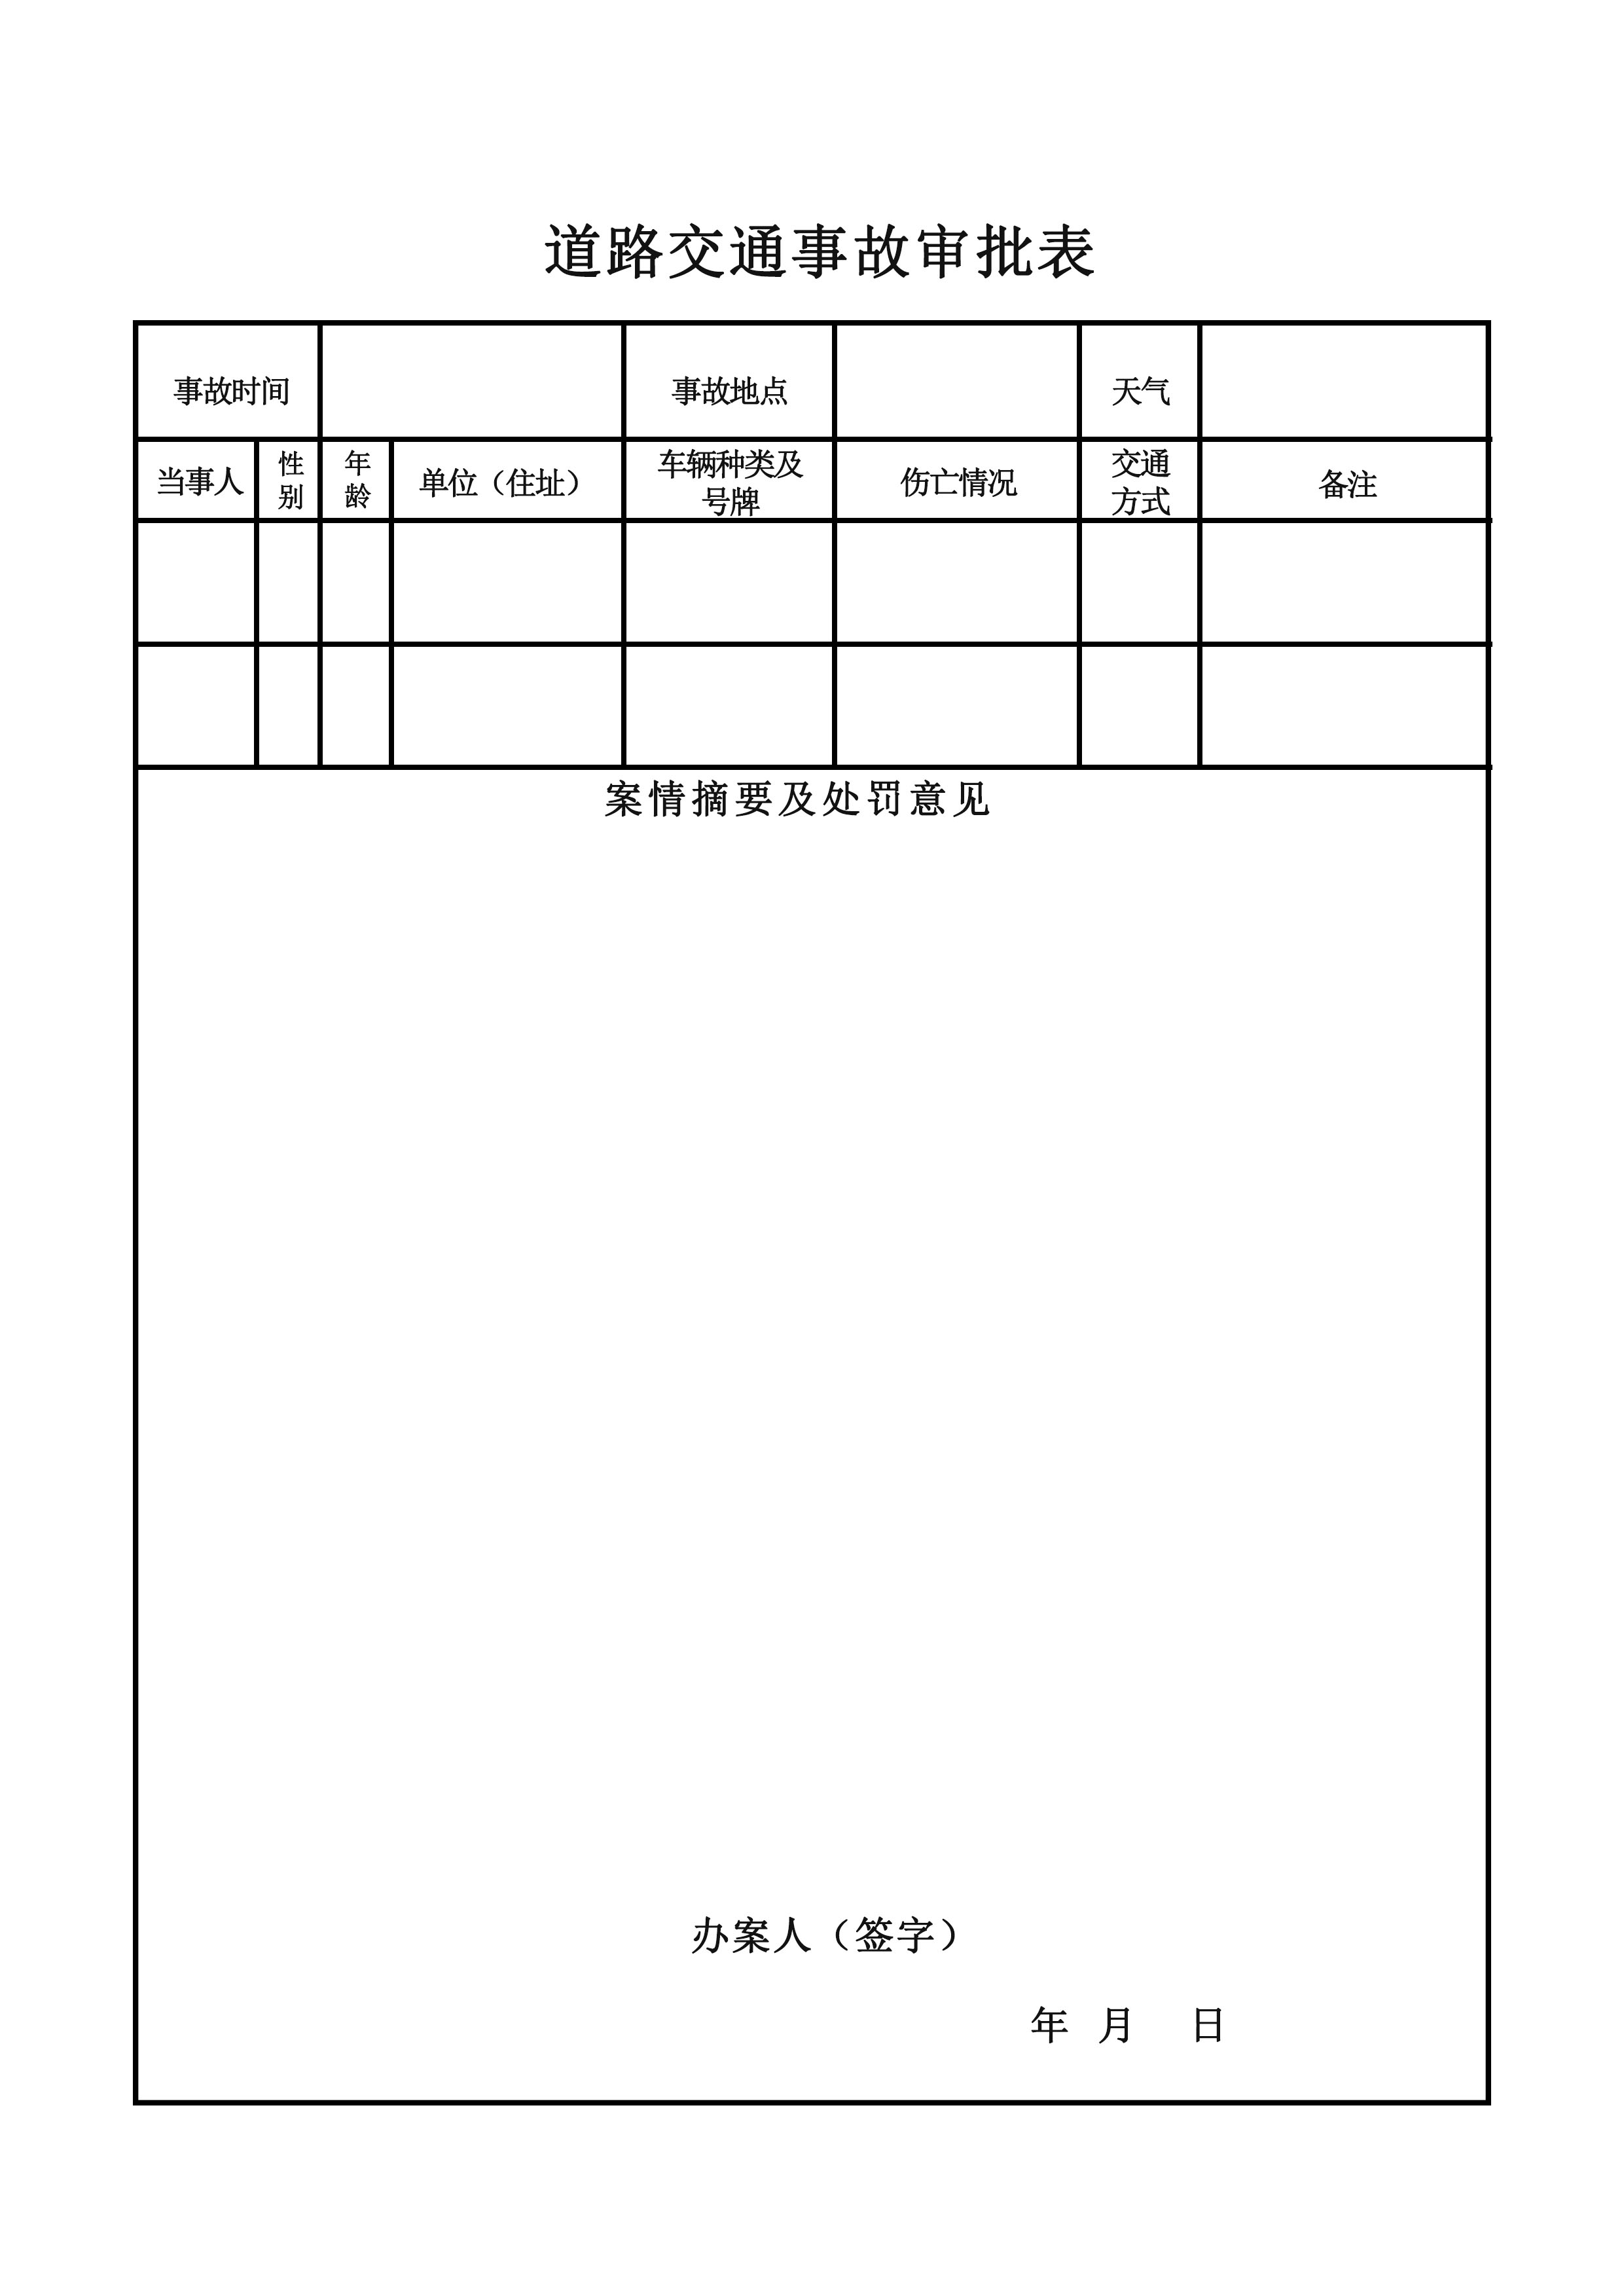 道路交通事故审批表
事故时间 事故地点 天气
当事人 性别 年龄 单位（住址） 车辆种类及号牌 伤亡情况 交通方式 备注
案情摘要及处罚意见
办案人（签字）
年 月 日